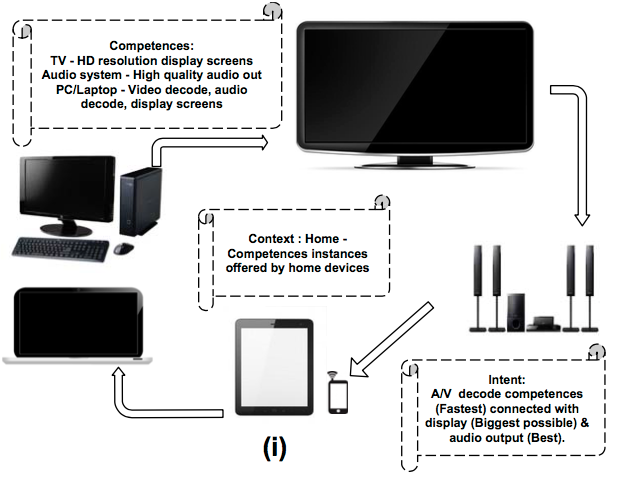 Competences:
TV - HD resolution display screens
Audio system - High quality audio out
PC/Laptop - Video decode, audio
decode, display screens
Context : Home -
Competences instances
offered by home devices
Intent:
A/V decode competences
(Fastest) connected with
display (Biggest possible) &
audio output (Best).
(i)